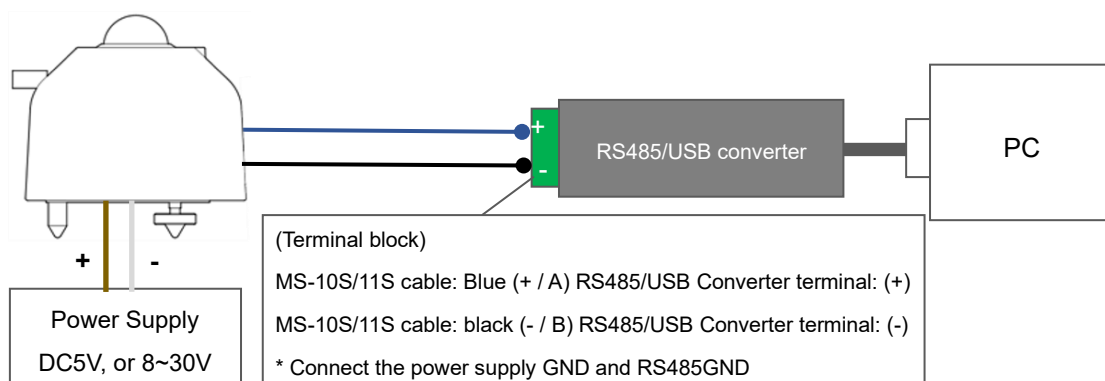 +
-
RS485/USB converter
PC
+ -
Power Supply
DC5V, or 8~30V
(Terminal block)
MS-10S/11S cable: Blue (+ / A) RS485/USB Converter terminal: (+)
MS-10S/11S cable: black (- / B) RS485/USB Converter terminal: (-)
* Connect the power supply GND and RS485GND